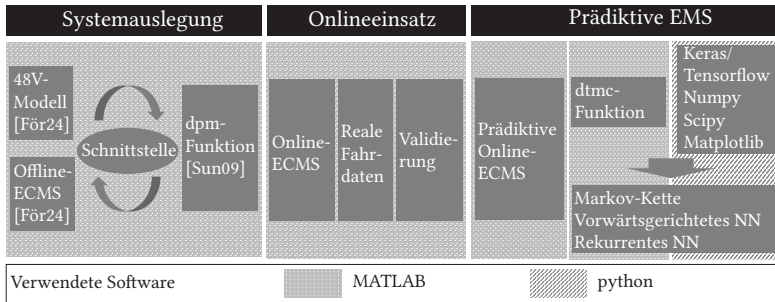 Systemauslegung
Onlineeinsatz
Prädiktive EMS
48V-
Modell
[För24]
Offline-
ECMS
[För24]
Schnittstelle
dpm-
Funktion
[Sun09]
Online-
ECMS
Reale
Fahr-
daten
Validie-
rung
Prädiktive
Online-
ECMS
dtmc-
Funktion
Keras/
Tensorflow
Numpy
Scipy
Matplotlib
Markov-Kette
Vorwärtsgerichtetes NN
Rekurrentes NN
Verwendete Software
MATLAB
python